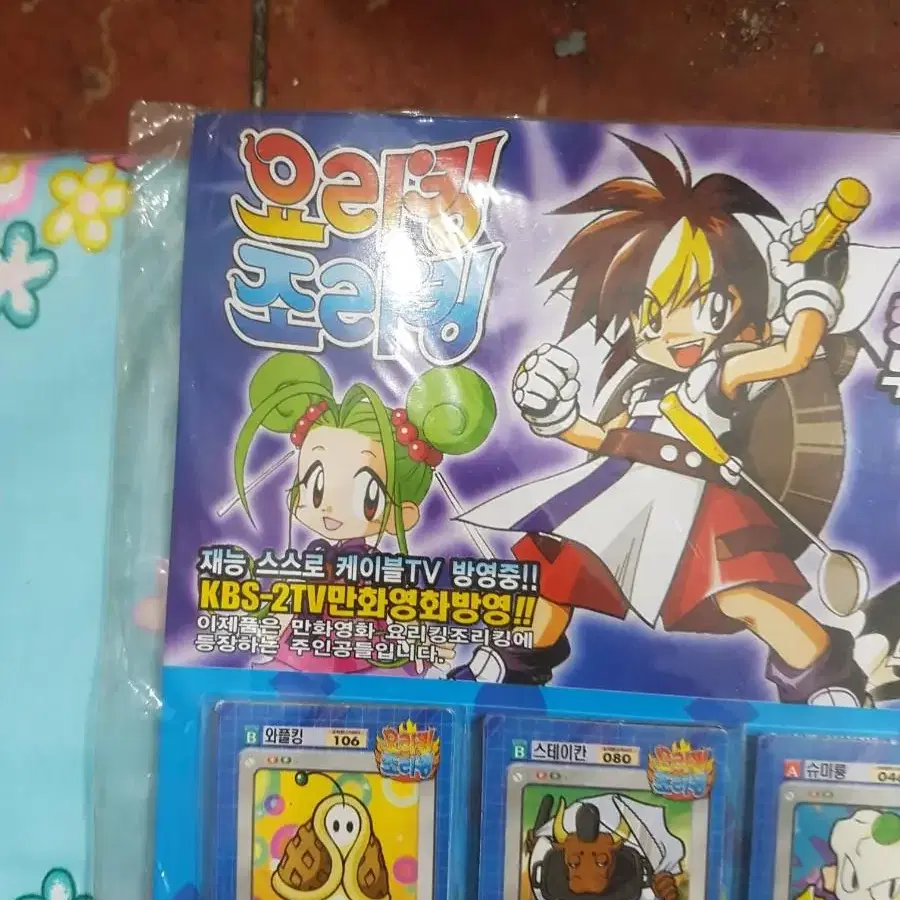 요리킹
조리킹
재능 스스로 케이블TV 방영중!!
KBS-2TV만화영화방영!!
이제품은 만화영화 요리킹조리킹에
등장하는 주인공들입니다.
B 와플킹 106
요리킹
조리킹
B 스테이칸 080
요리킹
조리킹
A 슈마룽